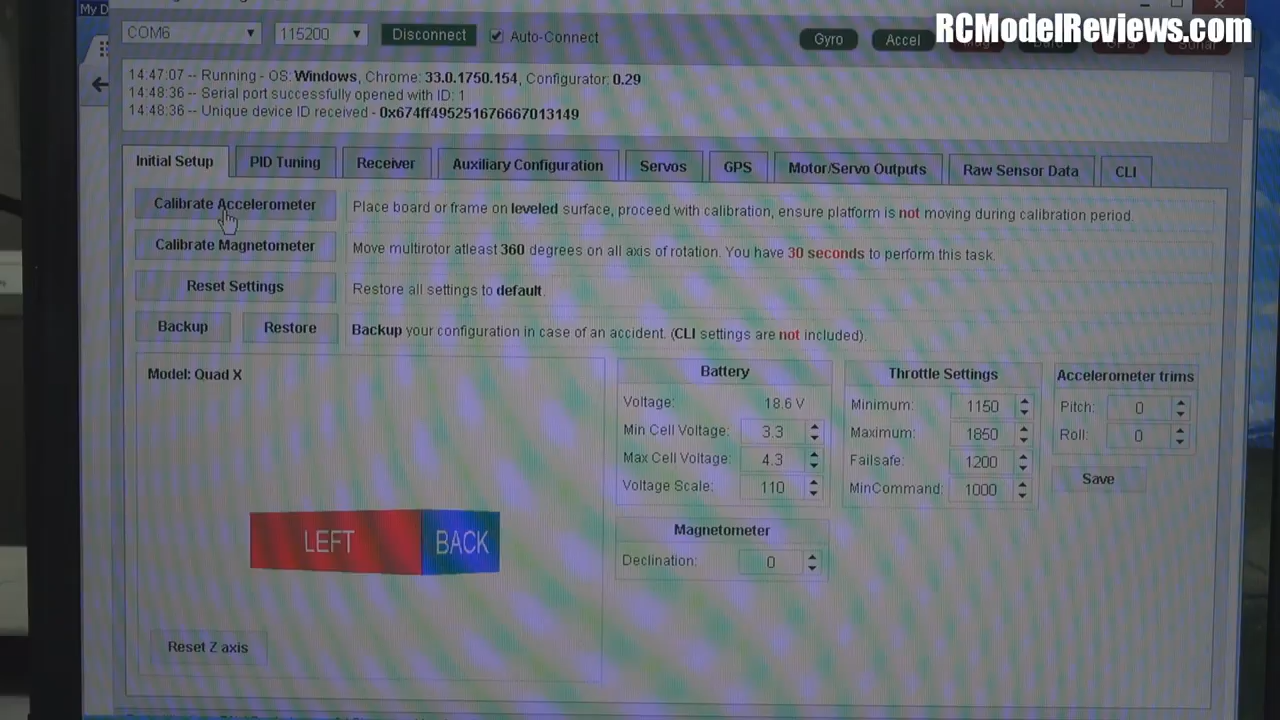 My D
RCModelReviews.com
COM6 115200 Disconnect Auto-Connect Gyro Accel
14:47:07 -- Running - OS: Windows, Chrome: 33.0.1750.154, Configurator: 0.29
14:48:36 -- Serial port successfully opened with ID: 1
14:48:36 -- Unique device ID received - 0x674ff495251676667013149
Initial Setup PID Tuning Receiver Auxiliary Configuration Servos GPS Motor/Servo Outputs Raw Sensor Data CLI
Calibrate Accelerometer Place board or frame on leveled surface, proceed with calibration, ensure platform is not moving during calibration period.
Calibrate Magnetometer Move multirotor atleast 360 degrees on all axis of rotation. You have 30 seconds to perform this task.
Reset Settings Restore all settings to default.
Backup Restore Backup your configuration in case of an accident. (CLI settings are not included).
Model: Quad X
LEFT BACK
Reset Z axis
Battery
Voltage: 18.6 V
Min Cell Voltage: 3.3
Max Cell Voltage: 4.3
Voltage Scale: 110
Magnetometer
Declination: 0
Throttle Settings
Minimum: 1150
Maximum: 1850
Failsafe: 1200
MinCommand: 1000
Accelerometer trims
Pitch: 0
Roll: 0
Save